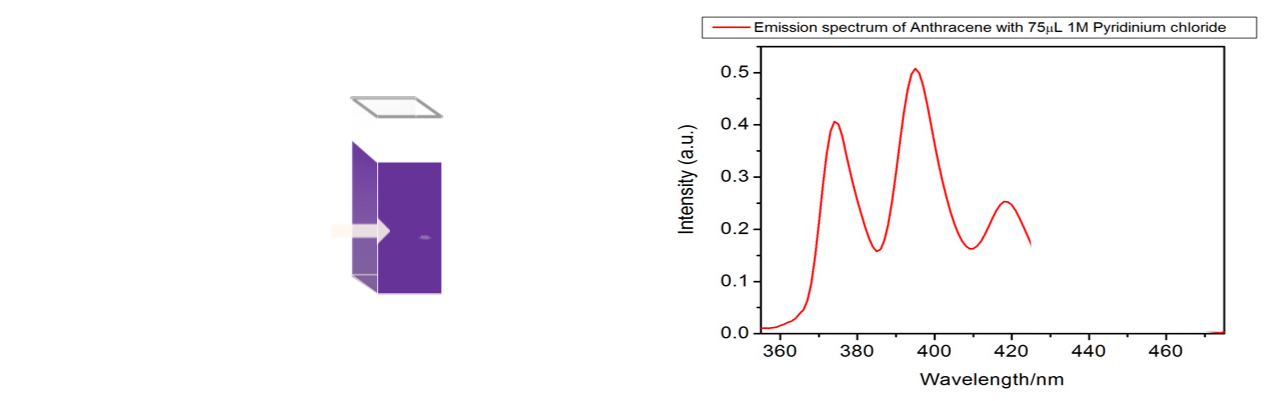 Emission spectrum of Anthracene with 75μL 1M Pyridinium chloride
0.5
0.4
0.3
0.2
0.1
0.0
Intensity (a.u.)
360 380 400 420 440 460
Wavelength/nm